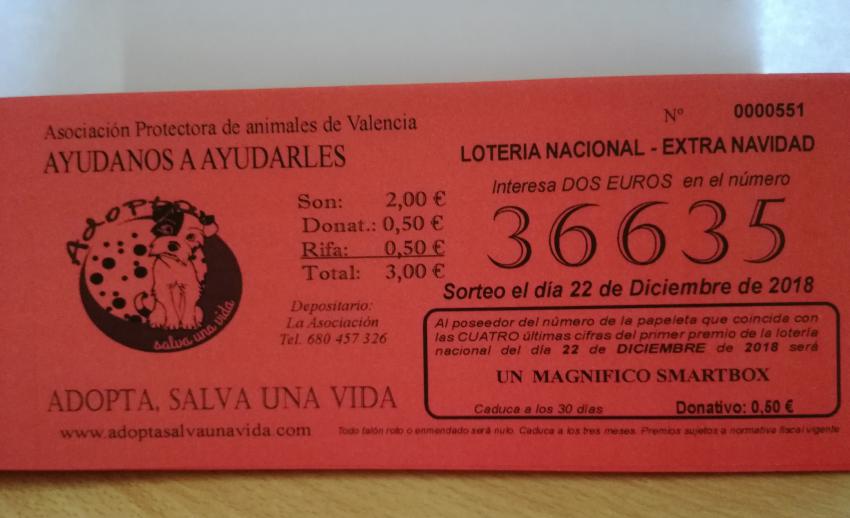 Asociación Protectora de animales de Valencia
AYUDANOS A AYUDARLES
Adopta
salva una vida
Son: 2,00 €
Donat.: 0,50 €
Rifa: 0,50 €
Total: 3,00 €
Depositario:
La Asociación
Tel. 680 457 326
ADOPTA, SALVA UNA VIDA
www.adoptasalvaunavida.com
Nº 0000551
LOTERIA NACIONAL - EXTRA NAVIDAD
Interesa DOS EUROS en el número
36635
Sorteo el día 22 de Diciembre de 2018
Al poseedor del número de la papeleta que coincida con
las CUATRO últimas cifras del primer premio de la lotería
nacional del día 22 de DICIEMBRE de 2018 será
UN MAGNIFICO SMARTBOX
Caduca a los 30 días Donativo: 0,50 €
Todo talón roto o enmendado será nulo. Caduca a los tres meses. Premios sujetos a normativa fiscal vigente